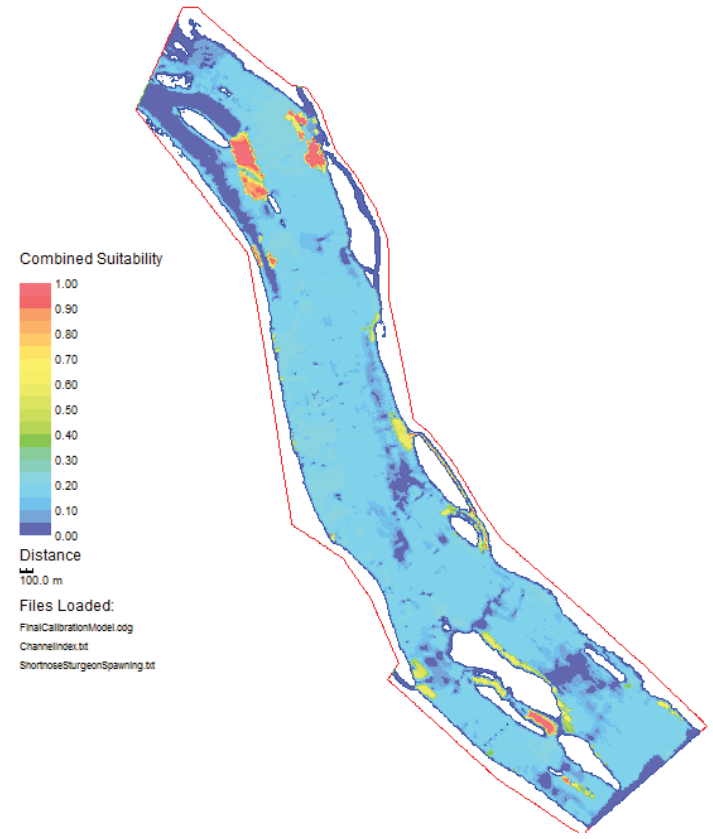 Combined Suitability
1.00
0.90
0.80
0.70
0.60
0.50
0.40
0.30
0.20
0.10
0.00
Distance
100.0 m
Files Loaded:
FinalCalibrationModel.cdg
ChannelIndex.txt
ShortnoseSturgeonSpawning.txt